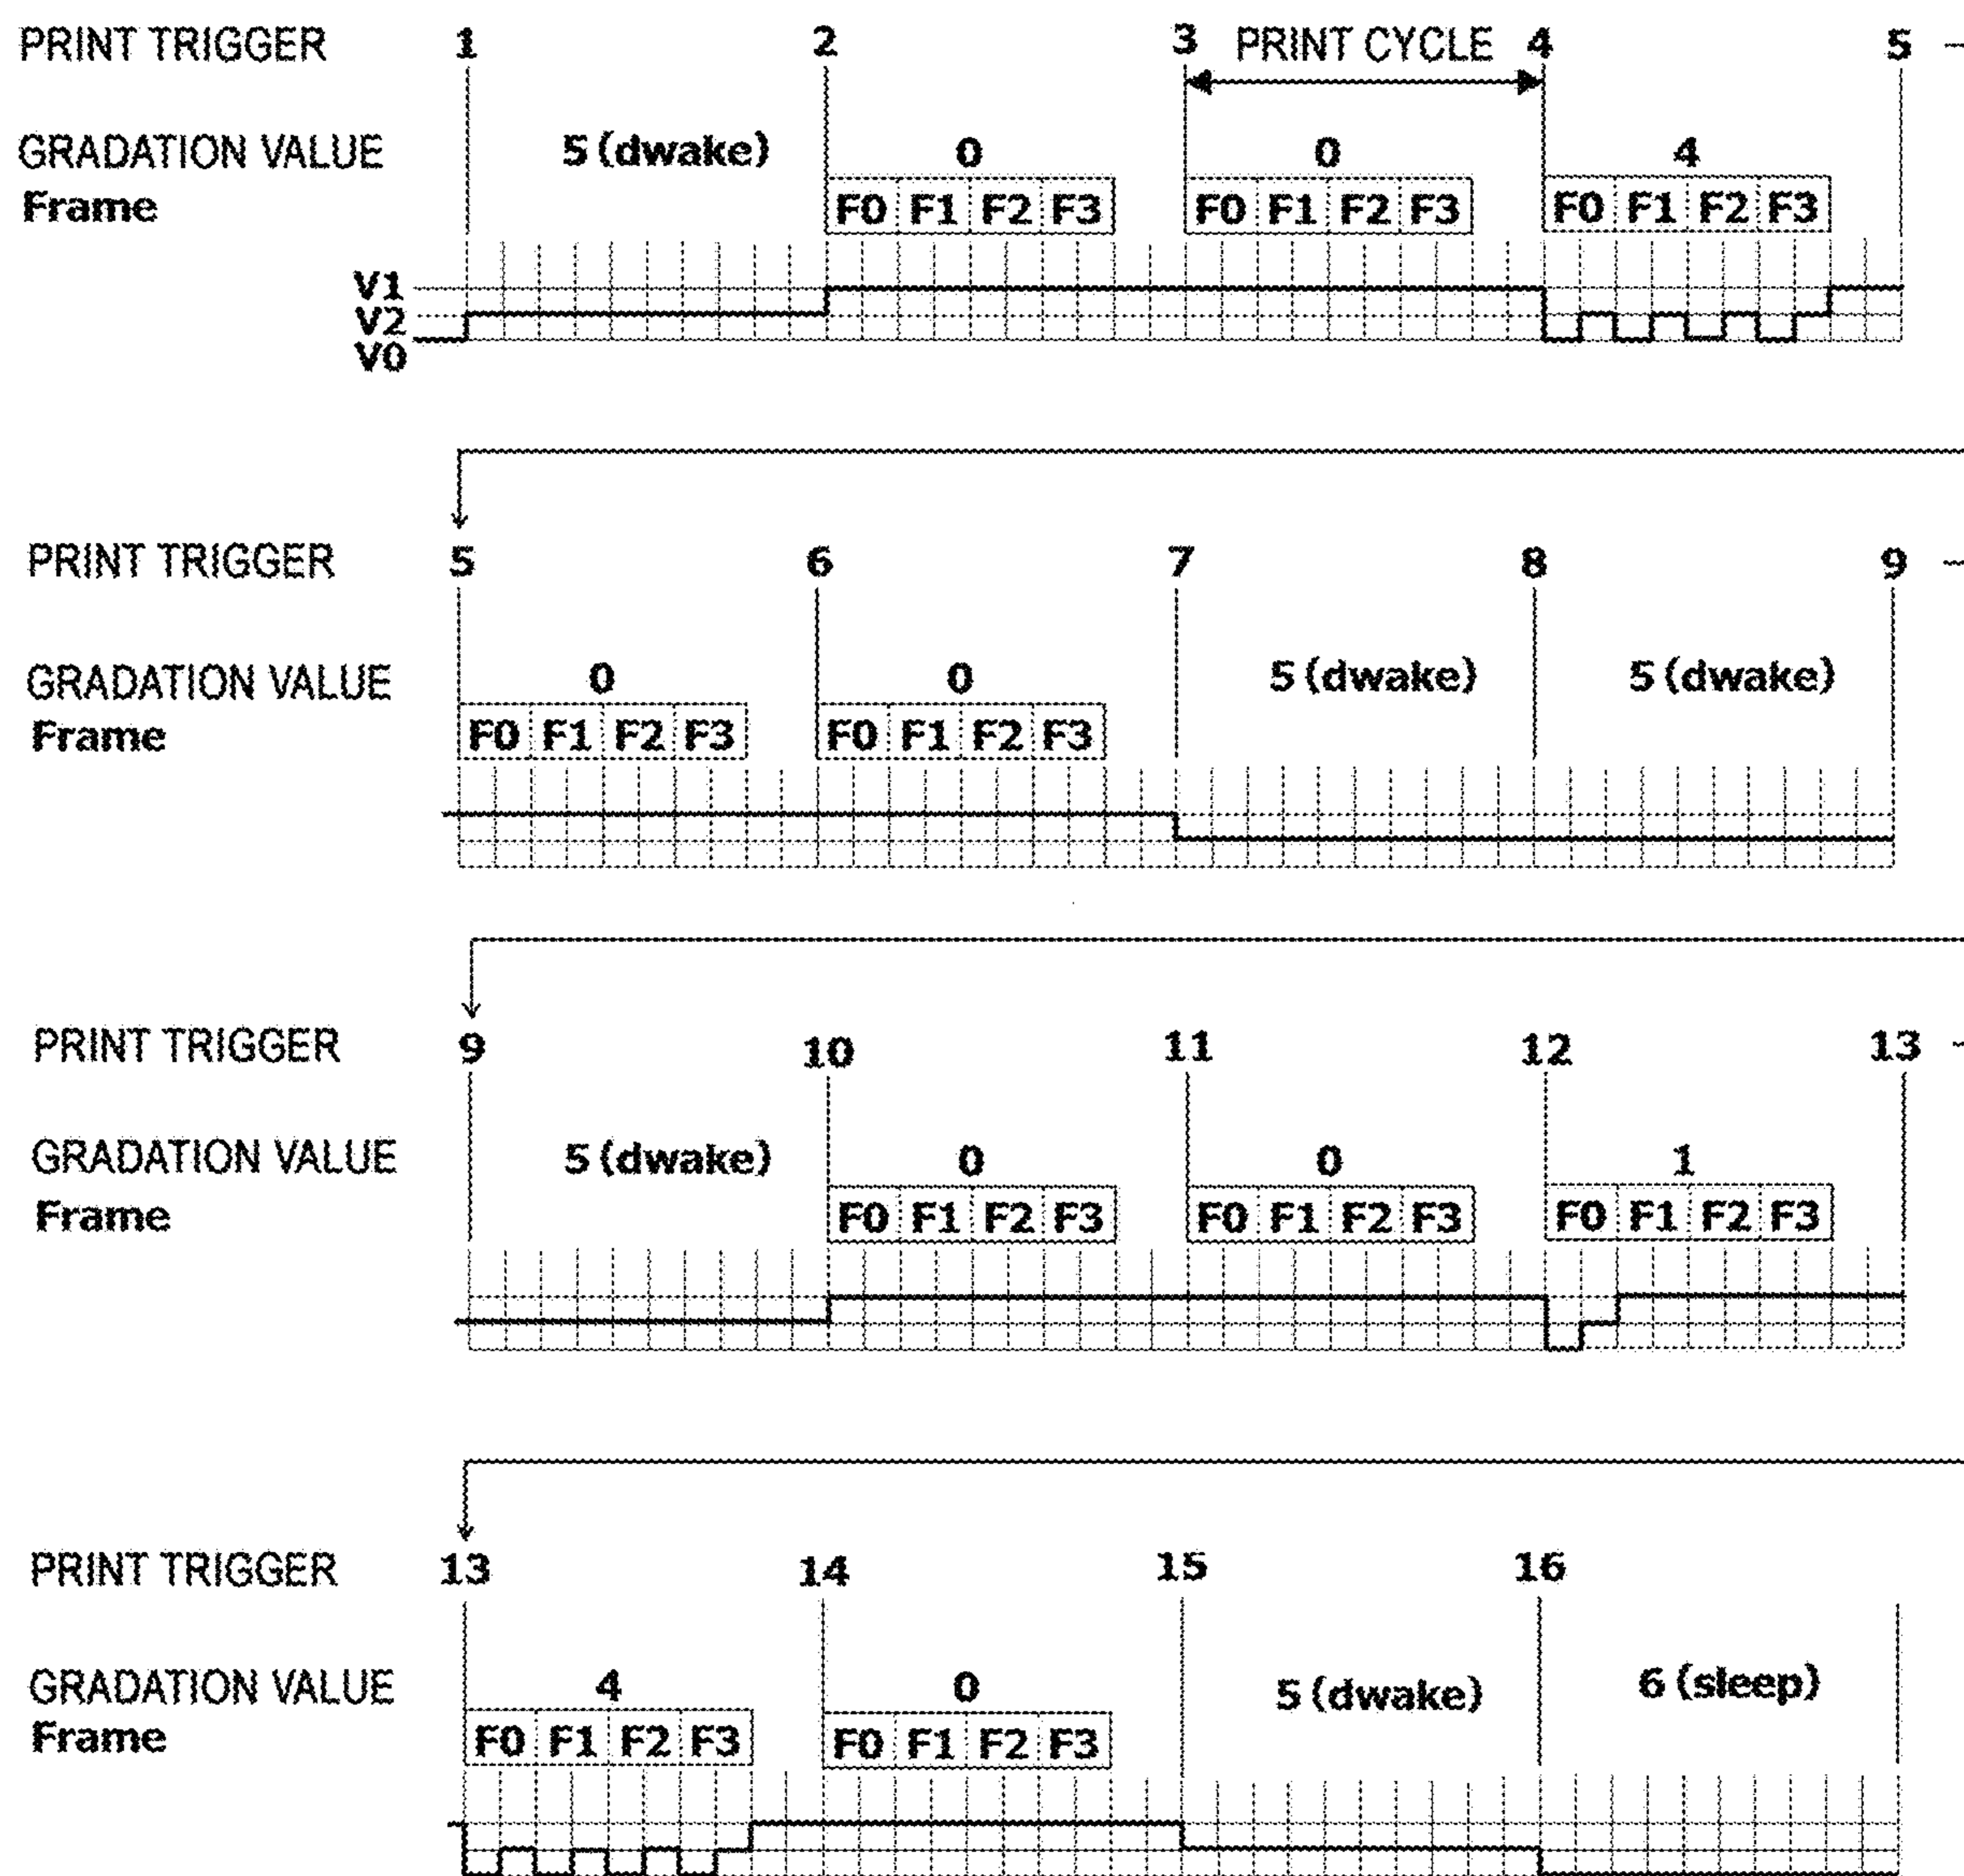 PRINT TRIGGER 1 2 3 PRINT CYCLE 4 5
GRADATION VALUE 5 (dwake) 0 0 4
Frame F0 F1 F2 F3 F0 F1 F2 F3 F0 F1 F2 F3
V1
V2
V0
PRINT TRIGGER 5 6 7 8 9
GRADATION VALUE 0 0 5 (dwake) 5 (dwake)
Frame F0 F1 F2 F3 F0 F1 F2 F3
PRINT TRIGGER 9 10 11 12 13
GRADATION VALUE 5 (dwake) 0 0 1
Frame F0 F1 F2 F3 F0 F1 F2 F3 F0 F1 F2 F3
PRINT TRIGGER 13 14 15 16
GRADATION VALUE 4 0 5 (dwake) 6 (sleep)
Frame F0 F1 F2 F3 F0 F1 F2 F3